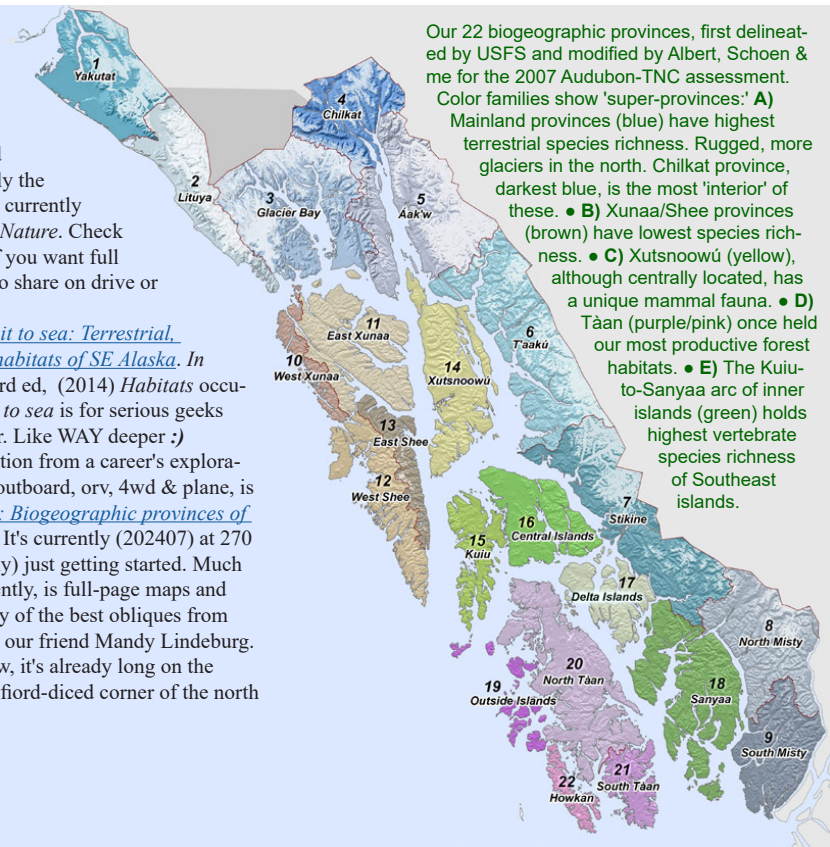 Our 22 biogeographic provinces, first delineat-
ed by USFS and modified by Albert, Schoen &
me for the 2007 Audubon-TNC assessment.
Color families show 'super-provinces:' A)
Mainland provinces (blue) have highest
terrestrial species richness. Rugged, more
glaciers in the north. Chilkat province,
darkest blue, is the most 'interior' of
these. ● B) Xunaa/Shee provinces
(brown) have lowest species rich-
ness. ● C) Xutsnoowú (yellow),
although centrally located, has
a unique mammal fauna. ● D)
Tàan (purple/pink) once held
our most productive forest
habitats. ● E) The Kuiu-
to-Sanyaa arc of inner
islands (green) holds
highest vertebrate
species richness
of Southeast
islands.
ly the
currently
Nature. Check
f you want full
o share on drive or
it to sea: Terrestrial,
habitats of SE Alaska. In
rd ed, (2014) Habitats occu-
to sea is for serious geeks
r. Like WAY deeper :)
tion from a career's explora-
outboard, orv, 4wd & plane, is
: Biogeographic provinces of
It's currently (202407) at 270
y) just getting started. Much
ently, is full-page maps and
y of the best obliques from
our friend Mandy Lindeburg.
w, it's already long on the
fiord-diced corner of the north
1
Yakutat
2
Lituya
3
Glacier Bay
4
Chilkat
5
Áak'w
6
T'aakú
7
Stikine
8
North Misty
9
South Misty
10
West Xunaa
11
East Xunaa
12
West Shee
13
East Shee
14
Xutsnoowú
15
Kuiu
16
Central Islands
17
Delta Islands
18
Sanyaa
19
Outside Islands
20
North Tàan
21
South Tàan
22
Howkan